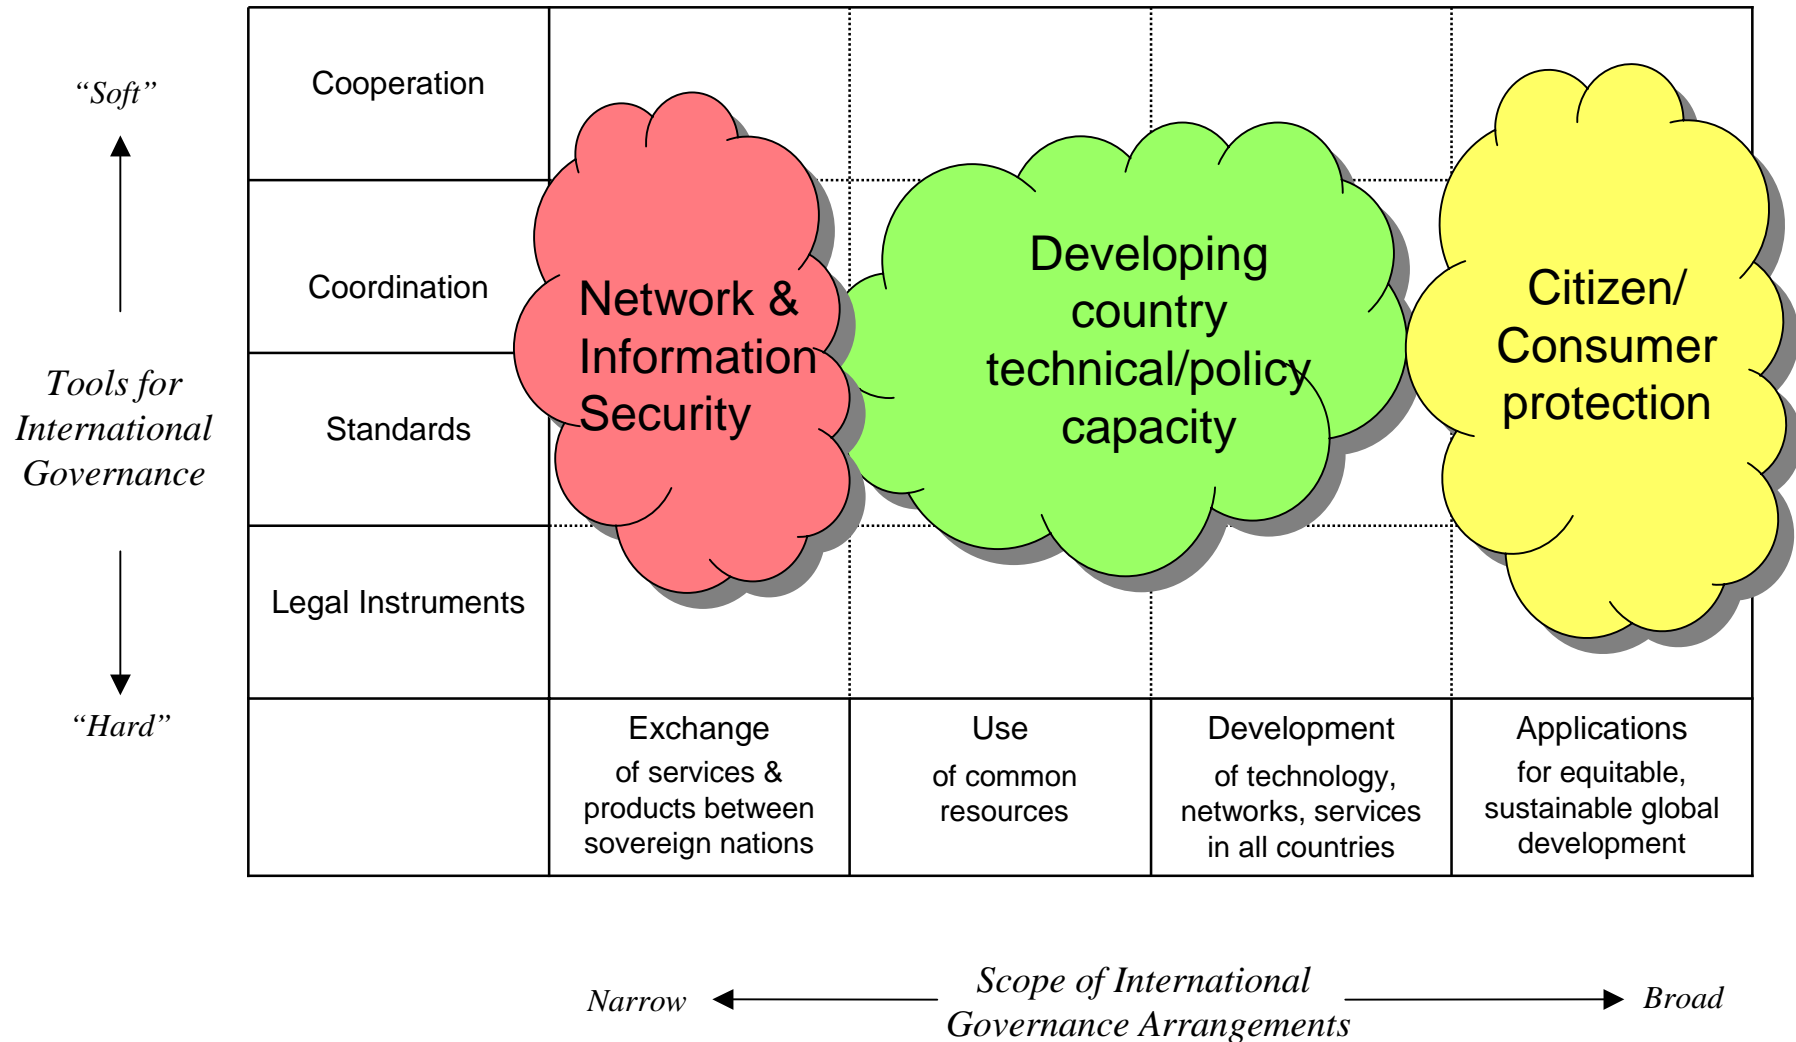 “Soft”
Tools for
International
Governance
“Hard”
Cooperation
Coordination
Standards
Legal Instruments
Network &
Information
Security
Developing
country
technical/policy
capacity
Citizen/
Consumer
protection
Exchange
of services &
products between
sovereign nations
Use
of common
resources
Development
of technology,
networks, services
in all countries
Applications
for equitable,
sustainable global
development
Narrow
Scope of International
Governance Arrangements
Broad